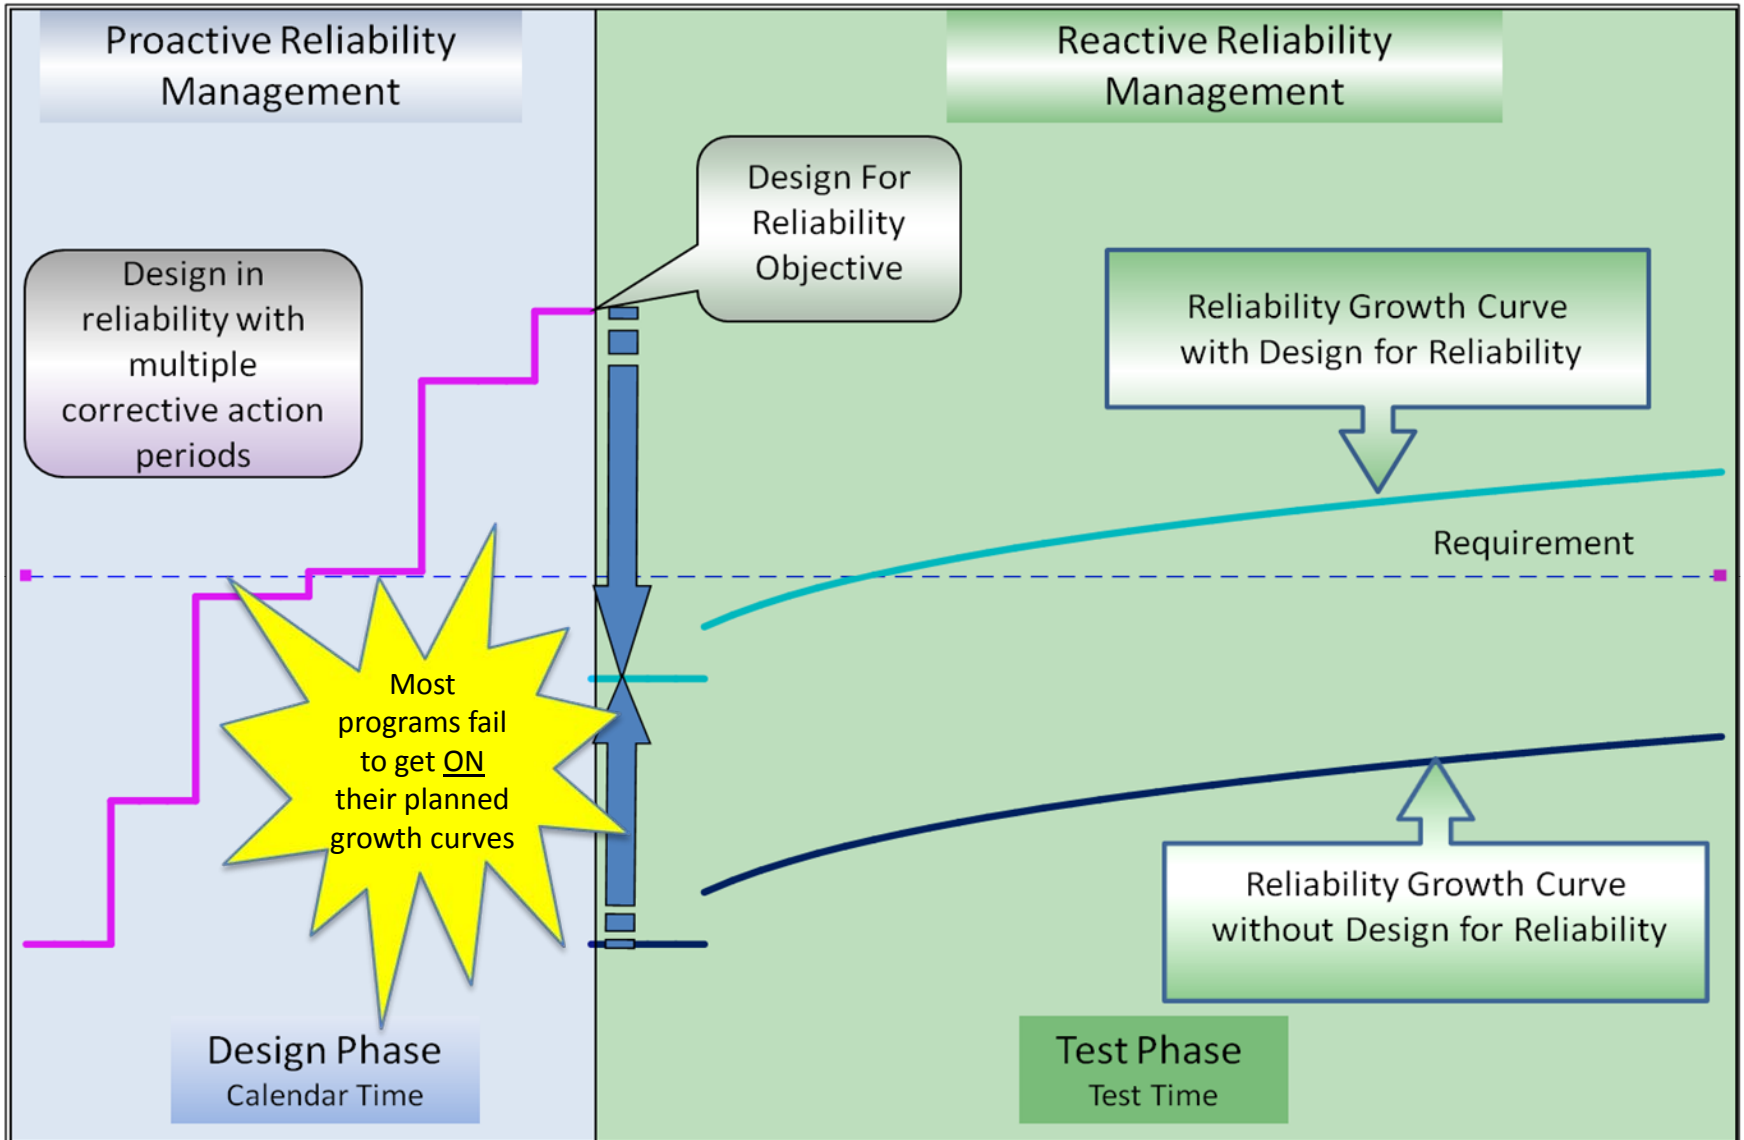 Proactive Reliability
Management
Reactive Reliability
Management
Design For
Reliability
Objective
Design in
reliability with
multiple
corrective action
periods
Reliability Growth Curve
with Design for Reliability
Requirement
Most
programs fail
to get ON
their planned
growth curves
Reliability Growth Curve
without Design for Reliability
Design Phase
Calendar Time
Test Phase
Test Time